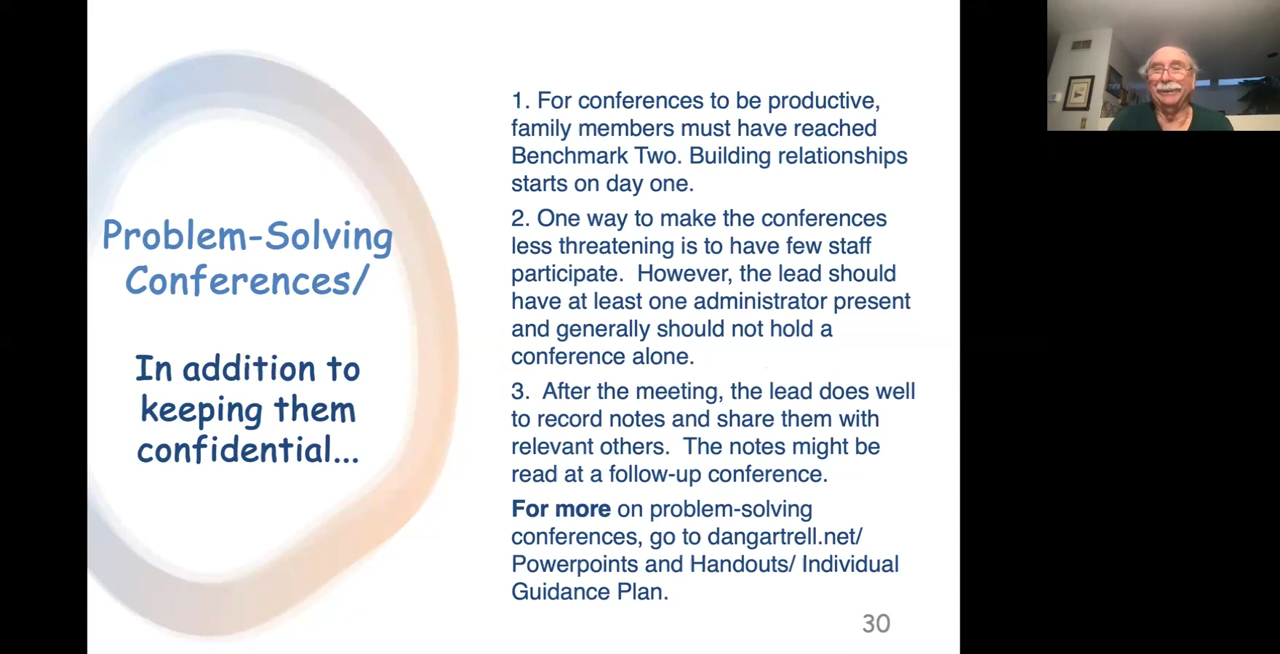 Problem-Solving
Conferences/
In addition to
keeping them
confidential...
1. For conferences to be productive,
family members must have reached
Benchmark Two. Building relationships
starts on day one.
2. One way to make the conferences
less threatening is to have few staff
participate.  However, the lead should
have at least one administrator present
and generally should not hold a
conference alone.
3.  After the meeting, the lead does well
to record notes and share them with
relevant others.  The notes might be
read at a follow-up conference.
For more on problem-solving
conferences, go to dangartrell.net/
Powerpoints and Handouts/ Individual
Guidance Plan.
30